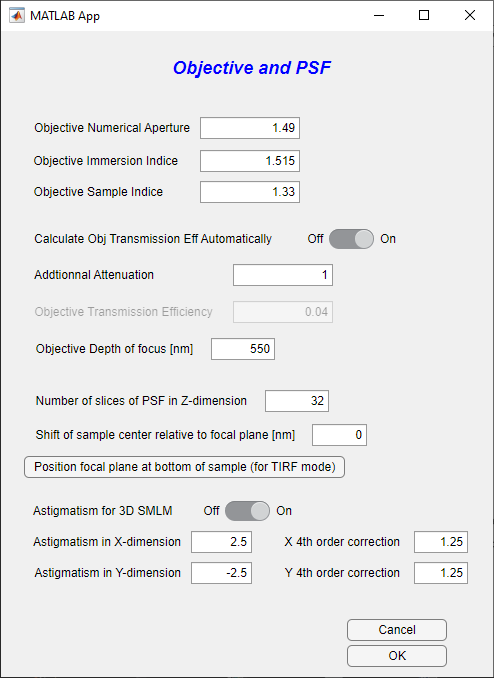 MATLAB App
Objective and PSF
Objective Numerical Aperture 1.49
Objective Immersion Indice 1.515
Objective Sample Indice 1.33
Calculate Obj Transmission Eff Automatically Off On
Addtionnal Attenuation 1
Objective Transmission Efficiency 0.04
Objective Depth of focus [nm] 550
Number of slices of PSF in Z-dimension 32
Shift of sample center relative to focal plane [nm] 0
Position focal plane at bottom of sample (for TIRF mode)
Astigmatism for 3D SMLM Off On
Astigmatism in X-dimension 2.5 X 4th order correction 1.25
Astigmatism in Y-dimension -2.5 Y 4th order correction 1.25
Cancel
OK